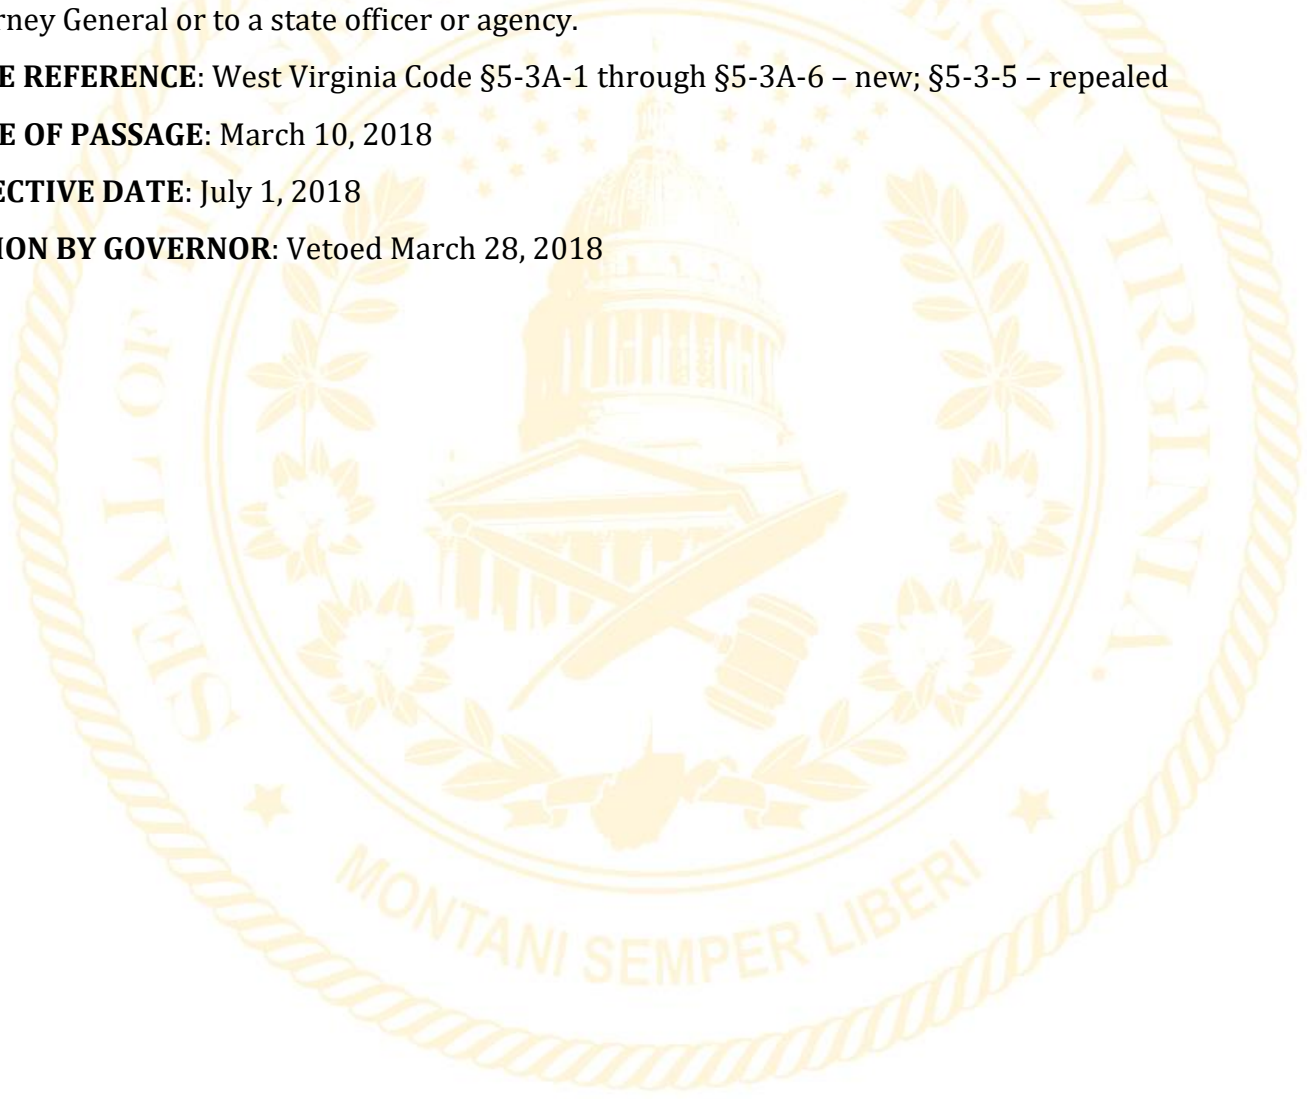 rney General or to a state officer or agency.
E REFERENCE: West Virginia Code §5-3A-1 through §5-3A-6 – new; §5-3-5 – repealed
E OF PASSAGE: March 10, 2018
ECTIVE DATE: July 1, 2018
ION BY GOVERNOR: Vetoed March 28, 2018
VIRGINIA
MONTANI SEMPER LIBERI